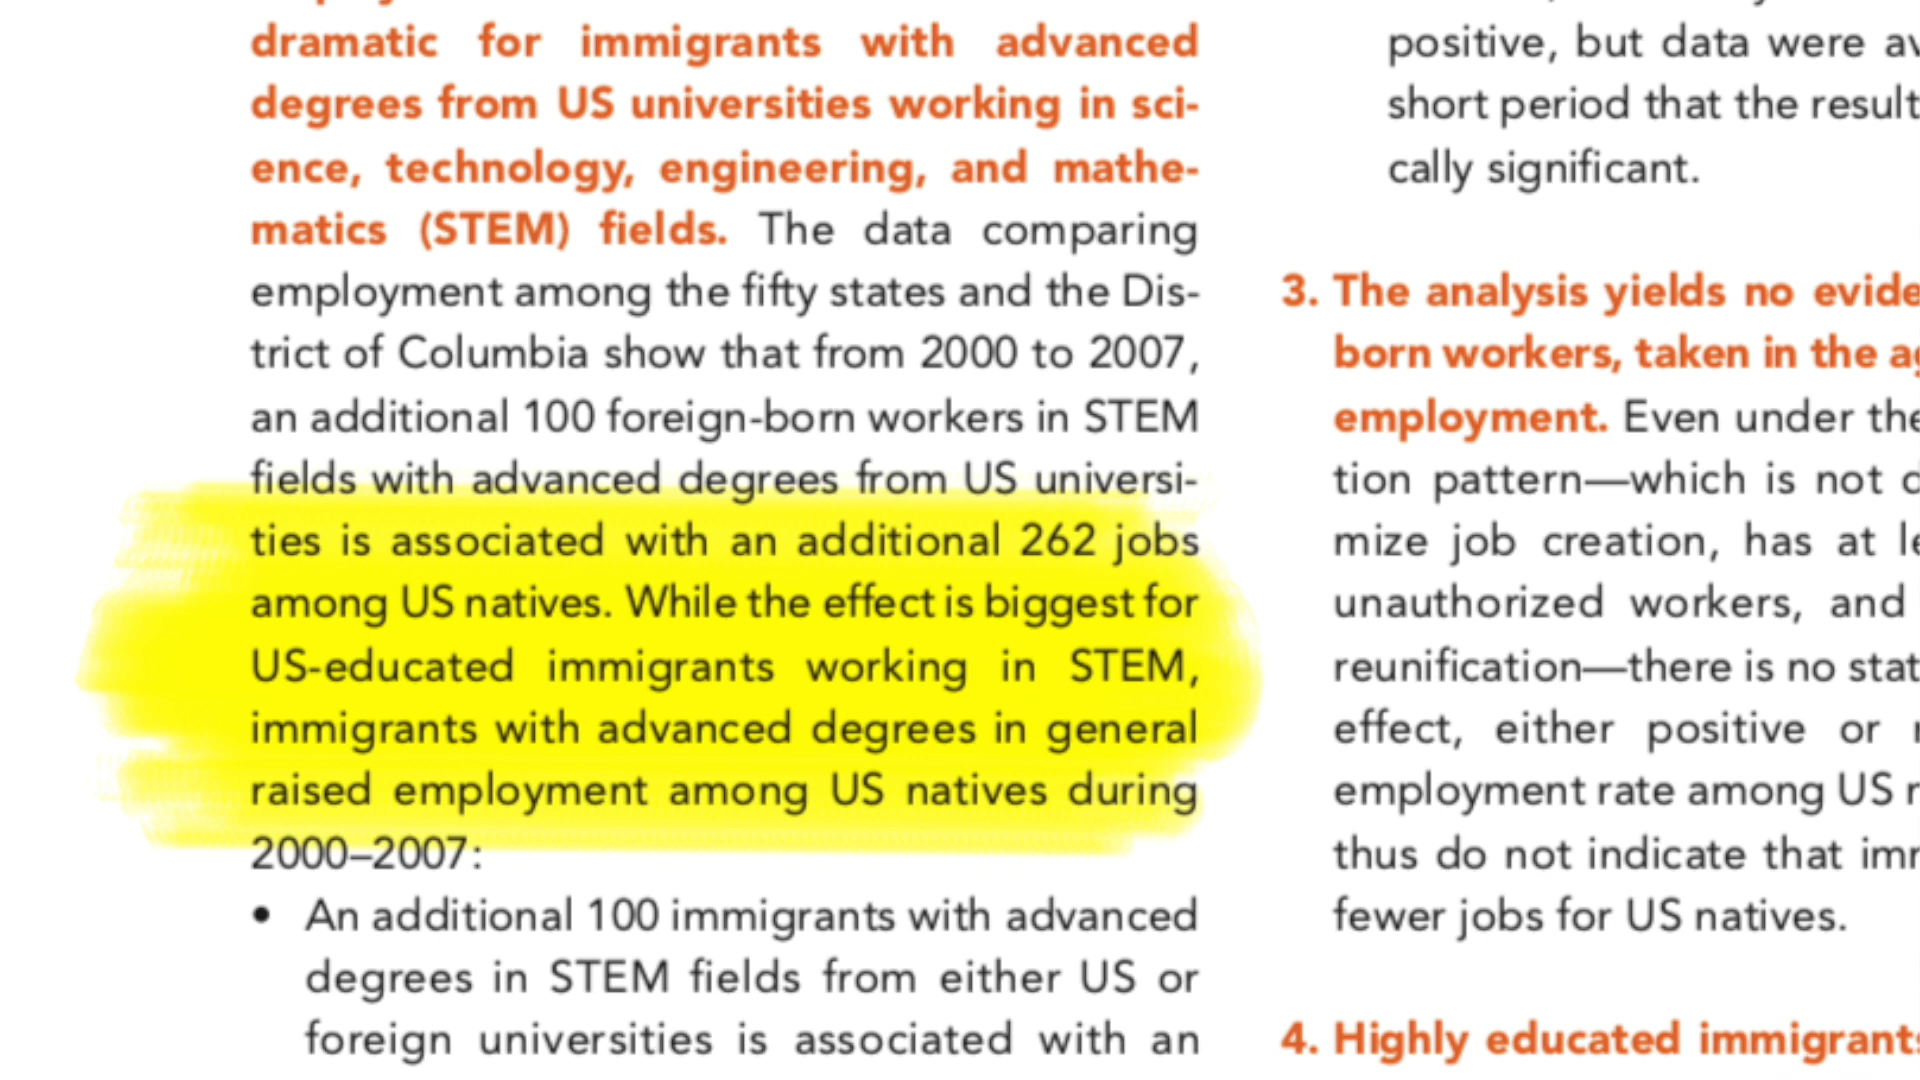 dramatic for immigrants with advanced
degrees from US universities working in sci-
ence, technology, engineering, and mathe-
matics (STEM) fields. The data comparing
employment among the fifty states and the Dis-
trict of Columbia show that from 2000 to 2007,
an additional 100 foreign-born workers in STEM
fields with advanced degrees from US universi-
ties is associated with an additional 262 jobs
among US natives. While the effect is biggest for
US-educated immigrants working in STEM,
immigrants with advanced degrees in general
raised employment among US natives during
2000–2007:
• An additional 100 immigrants with advanced
degrees in STEM fields from either US or
foreign universities is associated with an
positive, but data were
short period that the
cally significant.
3. The analysis yields no
born workers, taken in the
employment. Even under
tion pattern—which is not
mize job creation, has at
unauthorized workers, and
reunification—there is no
effect, either positive or
employment rate among US
thus do not indicate that
fewer jobs for US natives.
4. Highly educated immigrants